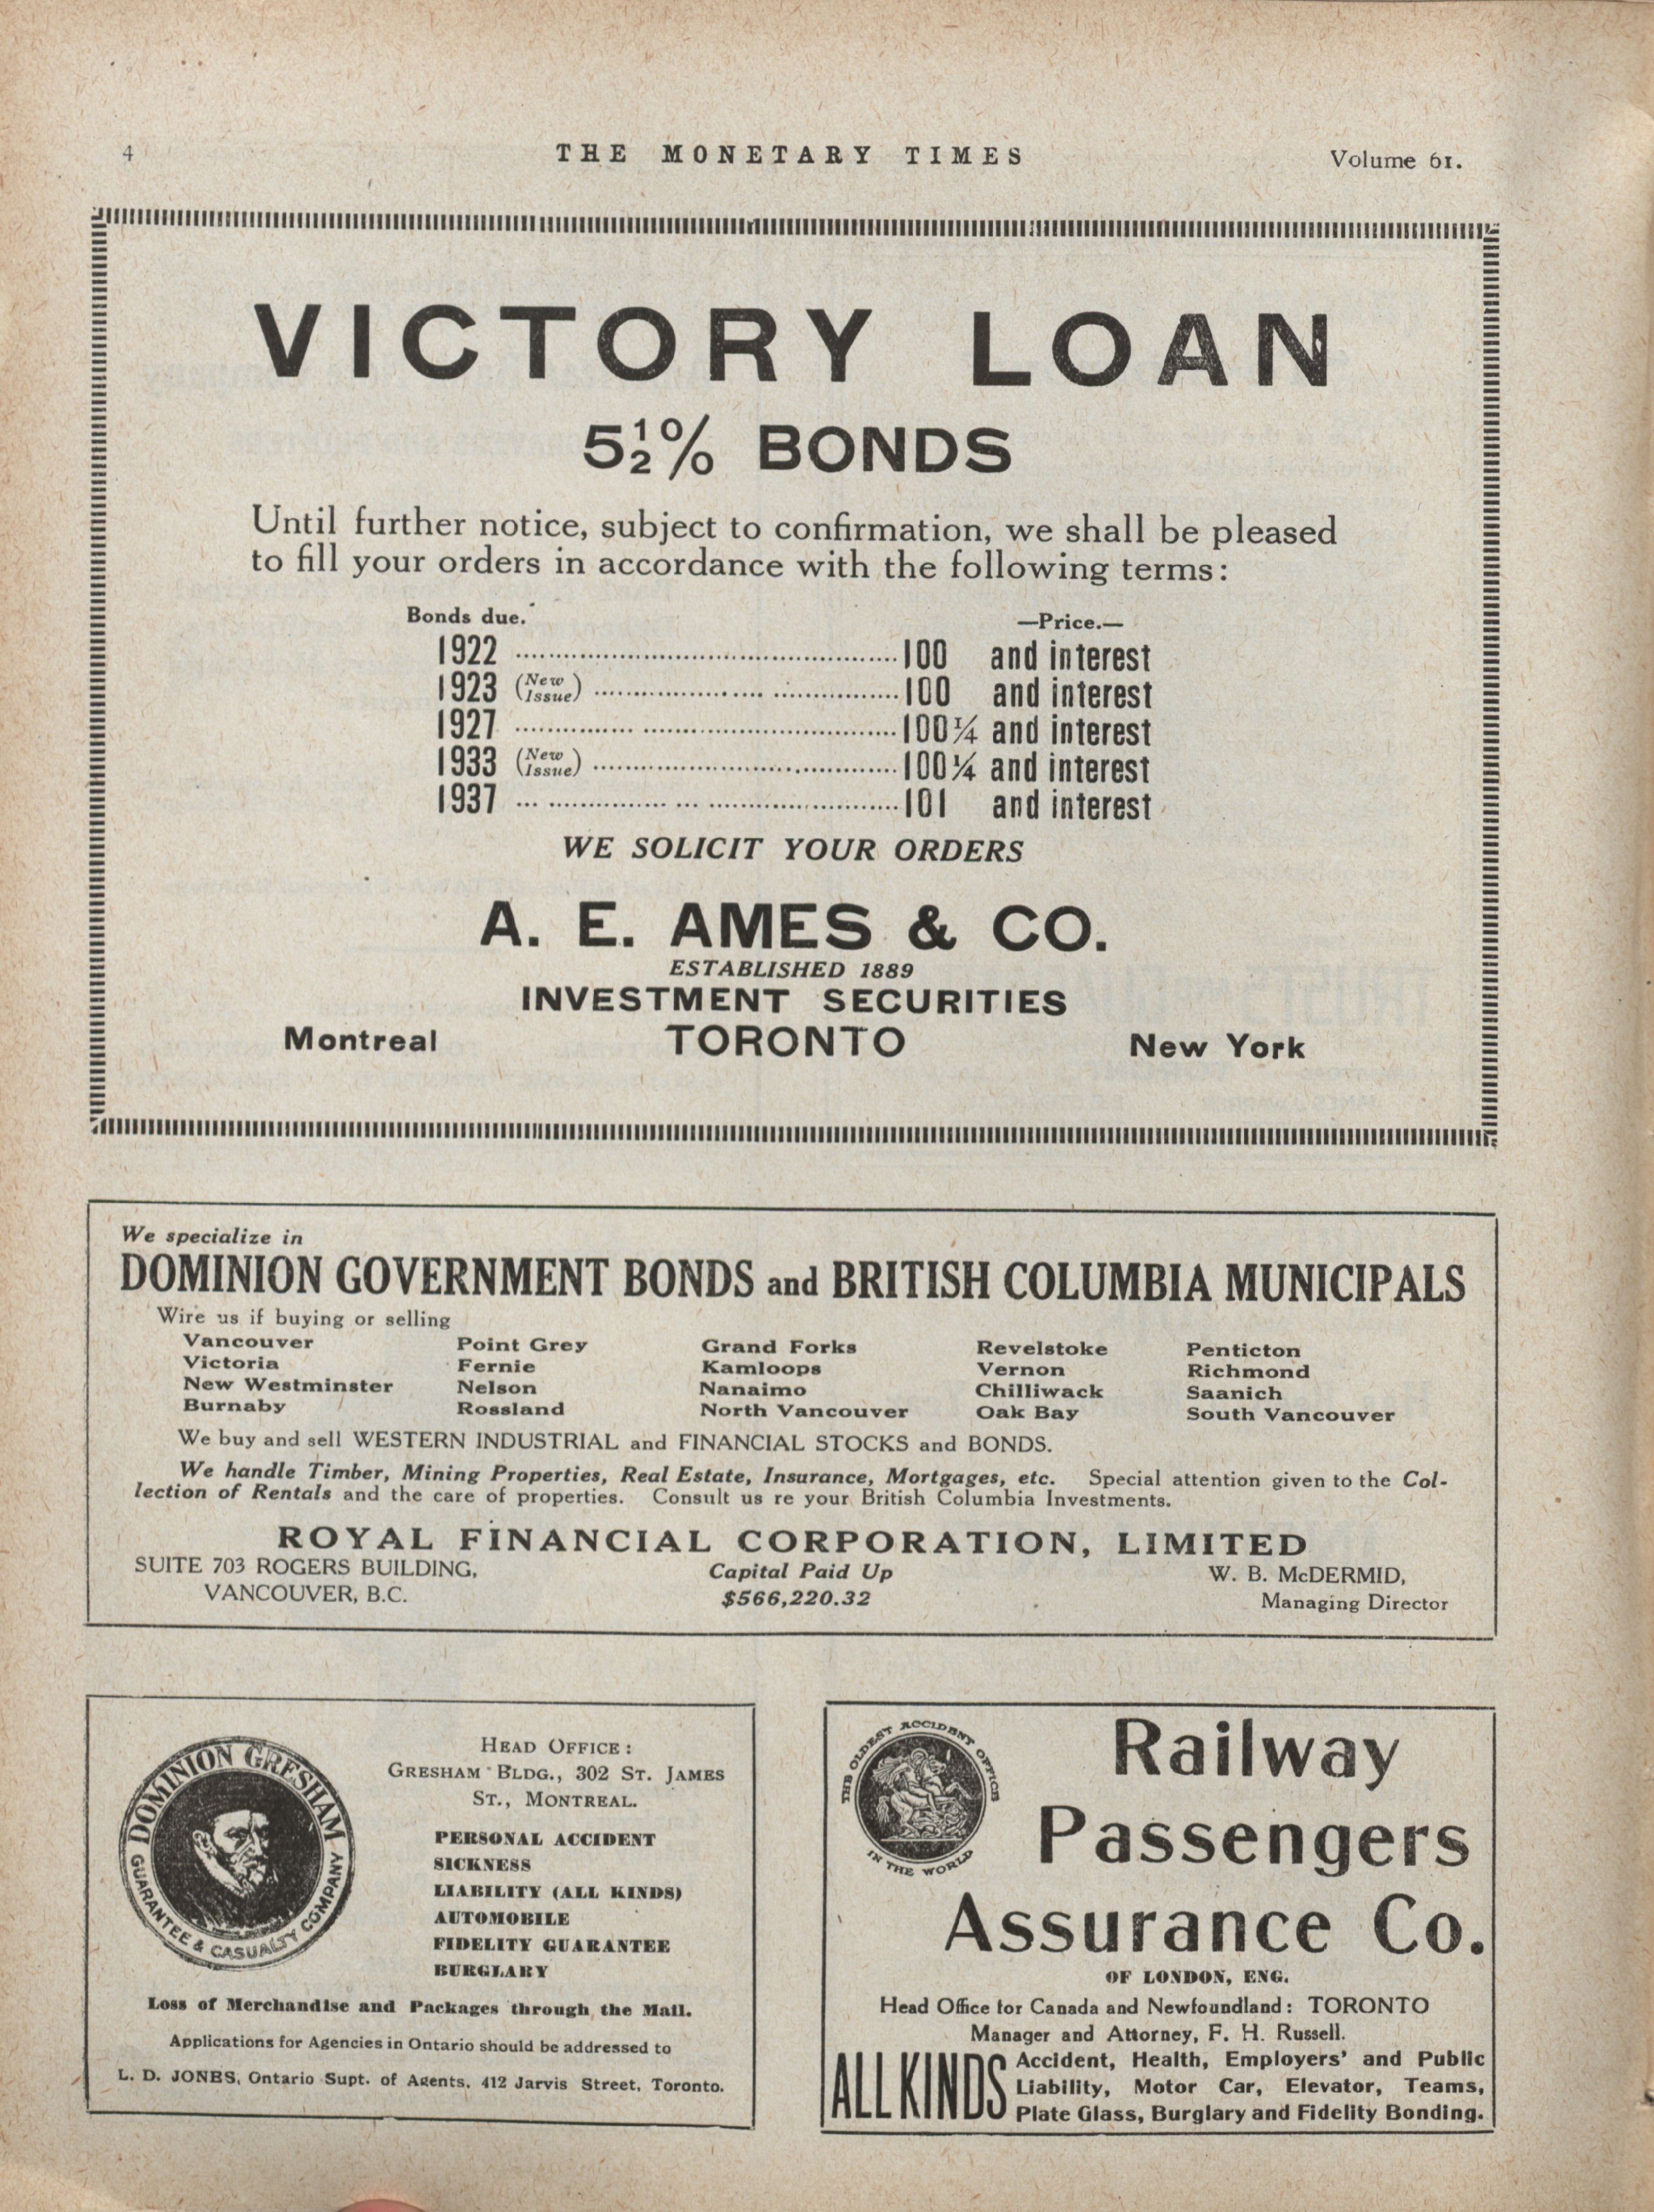 4
THE MONETARY TIMES
Volume 61.
VICTORY LOAN
5½% BONDS
Until further notice, subject to confirmation, we shall be pleased
to fill your orders in accordance with the following terms:
Bonds due. —Price.—
1922 ........................................ 100 and interest
1923 (New Issue) ........................................ 100 and interest
1927 ........................................ 100¼ and interest
1933 (New Issue) ........................................ 100¼ and interest
1937 ........................................ 101 and interest
WE SOLICIT YOUR ORDERS
A. E. AMES & CO.
ESTABLISHED 1889
INVESTMENT SECURITIES
Montreal TORONTO New York
We specialize in
DOMINION GOVERNMENT BONDS and BRITISH COLUMBIA MUNICIPALS
Wire us if buying or selling
Vancouver Point Grey Grand Forks Revelstoke Penticton
Victoria Fernie Kamloops Vernon Richmond
New Westminster Nelson Nanaimo Chilliwack Saanich
Burnaby Rossland North Vancouver Oak Bay South Vancouver
We buy and sell WESTERN INDUSTRIAL and FINANCIAL STOCKS and BONDS.
We handle Timber, Mining Properties, Real Estate, Insurance, Mortgages, etc. Special attention given to the Col-
lection of Rentals and the care of properties. Consult us re your British Columbia Investments.
ROYAL FINANCIAL CORPORATION, LIMITED
SUITE 703 ROGERS BUILDING, Capital Paid Up W. B. McDERMID,
VANCOUVER, B.C. $566,220.32 Managing Director
DOMINION GRESHAM
GUARANTEE & CASUALTY COMPANY
HEAD OFFICE:
GRESHAM BLDG., 302 ST. JAMES
ST., MONTREAL.
PERSONAL ACCIDENT
SICKNESS
LIABILITY (ALL KINDS)
AUTOMOBILE
FIDELITY GUARANTEE
BURGLARY
Loss of Merchandise and Packages through the Mail.
Applications for Agencies in Ontario should be addressed to
L. D. JONES, Ontario Supt. of Agents, 412 Jarvis Street, Toronto.
THE OLDEST ACCIDENT OFFICE
IN THE WORLD
Railway
Passengers
Assurance Co.
OF LONDON, ENG.
Head Office for Canada and Newfoundland: TORONTO
Manager and Attorney, F. H. Russell.
ALL KINDS
Accident, Health, Employers' and Public
Liability, Motor Car, Elevator, Teams,
Plate Glass, Burglary and Fidelity Bonding.